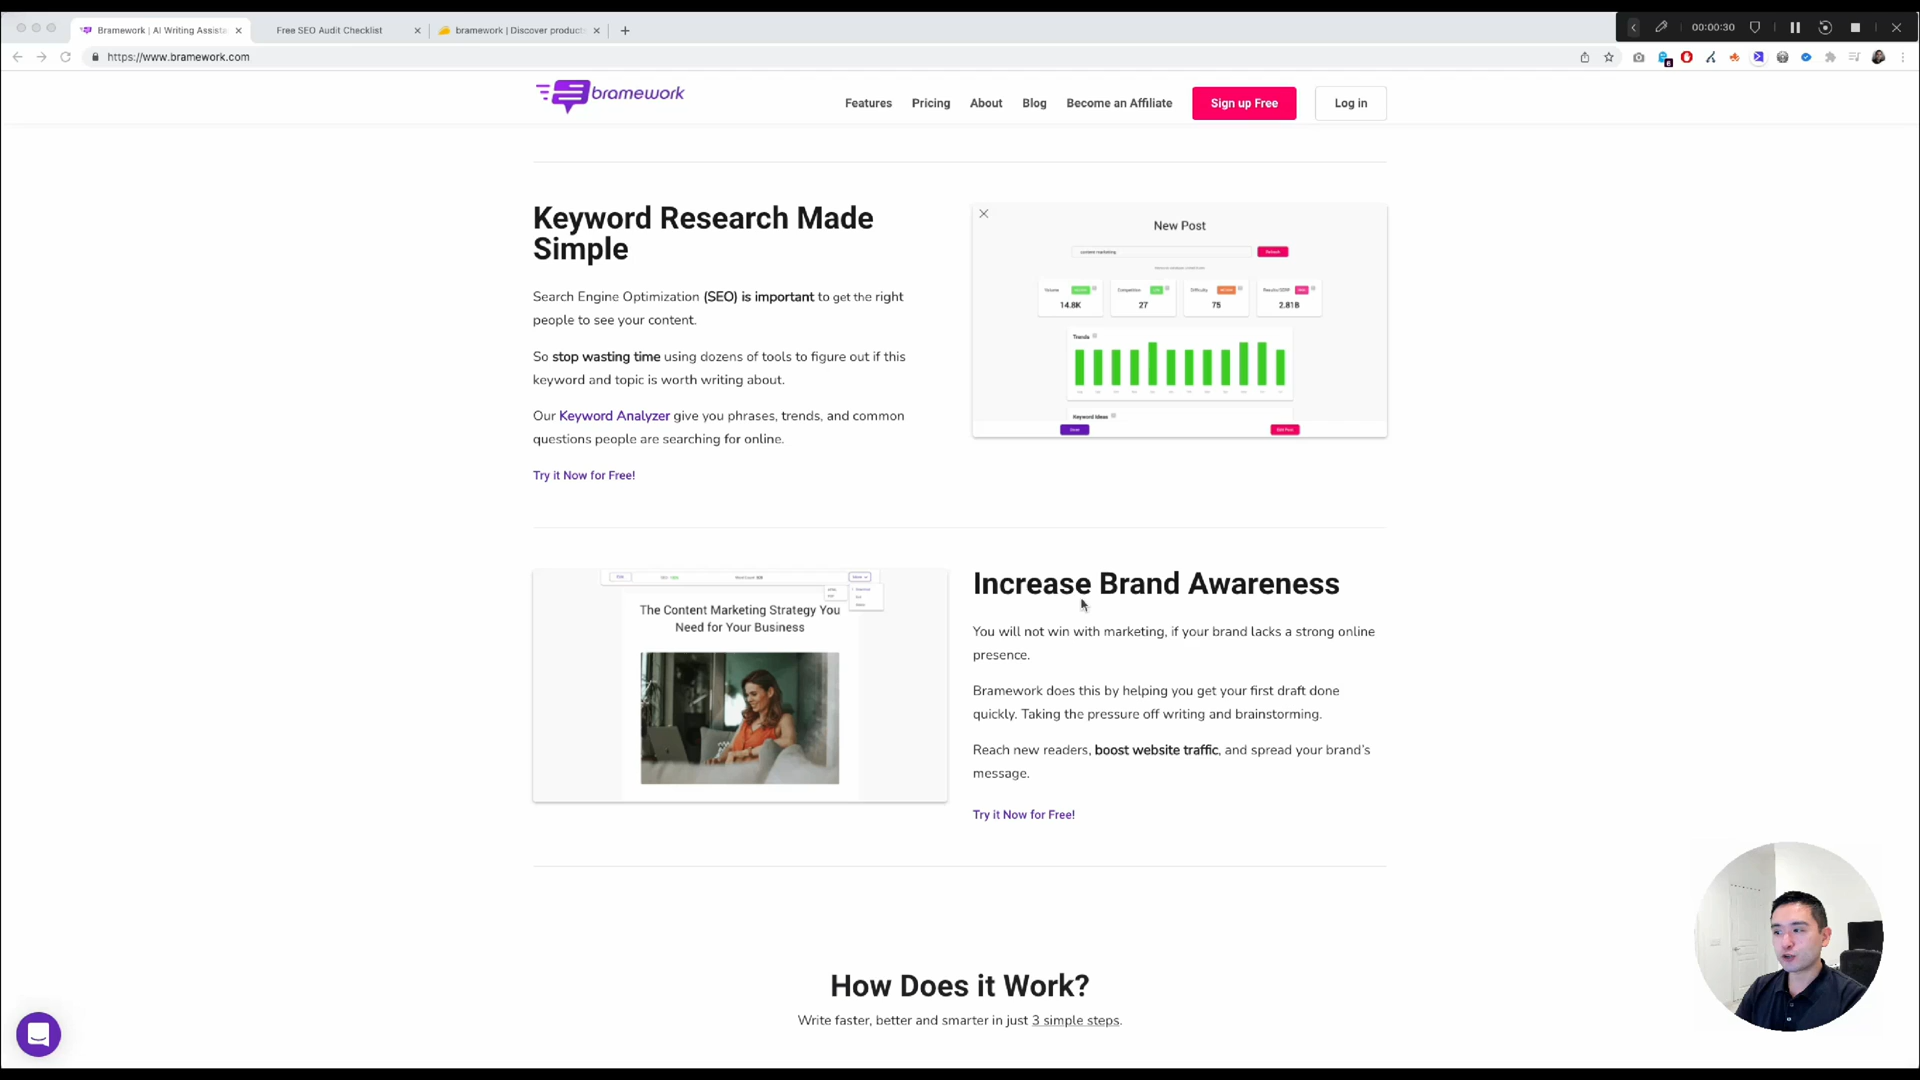 Bramework | AI Writing Assista
Free SEO Audit Checklist
bramework | Discover product
00:00:30
https://www.bramework.com
bramework
Features
Pricing
About
Blog
Become an Affiliate
Sign up Free
Log in
Keyword Research Made
Simple
Search Engine Optimization (SEO) is important to get the right
people to see your content.
So stop wasting time using dozens of tools to figure out if this
keyword and topic is worth writing about.
Our Keyword Analyzer give you phrases, trends, and common
questions people are searching for online.
Try it Now for Free!
New Post
content marketing
Volume
14.8K
Competition
27
Difficulty
75
2.81B
Trends
Keyword Ideas
The Content Marketing Strategy You
Need for Your Business
Increase Brand Awareness
You will not win with marketing, if your brand lacks a strong online
presence.
Bramework does this by helping you get your first draft done
quickly. Taking the pressure off writing and brainstorming.
Reach new readers, boost website traffic, and spread your brand's
message.
Try it Now for Free!
How Does it Work?
Write faster, better and smarter in just 3 simple steps.